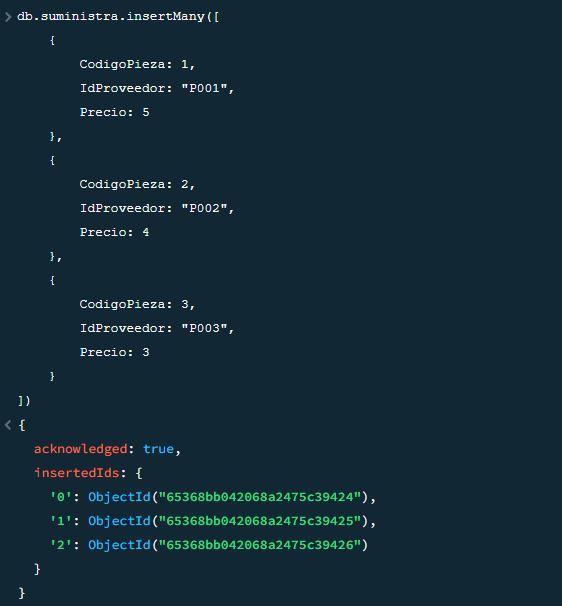 > db.suministra.insertMany([
    {
        CodigoPieza: 1,
        IdProveedor: "P001",
        Precio: 5
    },
    {
        CodigoPieza: 2,
        IdProveedor: "P002",
        Precio: 4
    },
    {
        CodigoPieza: 3,
        IdProveedor: "P003",
        Precio: 3
    }
])
< {
  acknowledged: true,
  insertedIds: {
    '0': ObjectId("65368bb042068a2475c39424"),
    '1': ObjectId("65368bb042068a2475c39425"),
    '2': ObjectId("65368bb042068a2475c39426")
  }
}